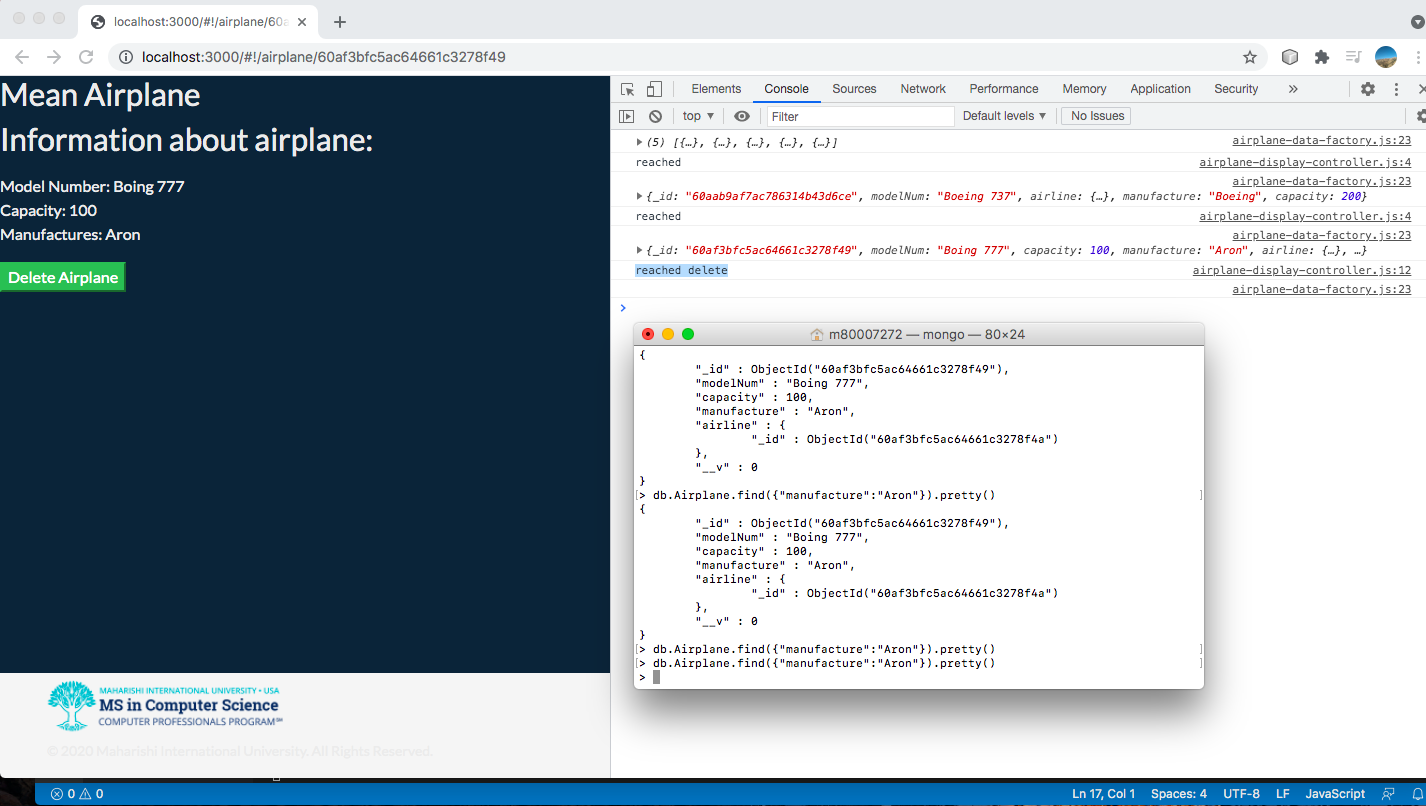 localhost:3000/#!/airplane/60a
localhost:3000/#!/airplane/60af3bfc5ac64661c3278f49
Mean Airplane
Information about airplane:
Model Number: Boing 777
Capacity: 100
Manufactures: Aron
Delete Airplane
MAHARISHI INTERNATIONAL UNIVERSITY • USA
MS in Computer Science
COMPUTER PROFESSIONALS PROGRAM℠
© 2020 Maharishi International University, All Rights Reserved.
Elements Console Sources Network Performance Memory Application Security »
top ▼ Filter Default levels ▼ No Issues
(5) [{…}, {…}, {…}, {…}, {…}] airplane-data-factory.js:23
reached airplane-display-controller.js:4
airplane-data-factory.js:23
{_id: "60aab9af7ac786314b43d6ce", modelNum: "Boeing 737", airline: {…}, manufacture: "Boeing", capacity: 200}
reached airplane-display-controller.js:4
airplane-data-factory.js:23
{_id: "60af3bfc5ac64661c3278f49", modelNum: "Boing 777", capacity: 100, manufacture: "Aron", airline: {…}, …}
reached delete airplane-display-controller.js:12
airplane-data-factory.js:23
>
m80007272 — mongo — 80×24
{
"_id" : ObjectId("60af3bfc5ac64661c3278f49"),
"modelNum" : "Boing 777",
"capacity" : 100,
"manufacture" : "Aron",
"airline" : {
"_id" : ObjectId("60af3bfc5ac64661c3278f4a")
},
"__v" : 0
}
[> db.Airplane.find({"manufacture":"Aron"}).pretty() ]
{
"_id" : ObjectId("60af3bfc5ac64661c3278f49"),
"modelNum" : "Boing 777",
"capacity" : 100,
"manufacture" : "Aron",
"airline" : {
"_id" : ObjectId("60af3bfc5ac64661c3278f4a")
},
"__v" : 0
}
[> db.Airplane.find({"manufacture":"Aron"}).pretty() ]
[> db.Airplane.find({"manufacture":"Aron"}).pretty() ]
>
0 0 Ln 17, Col 1 Spaces: 4 UTF-8 LF JavaScript